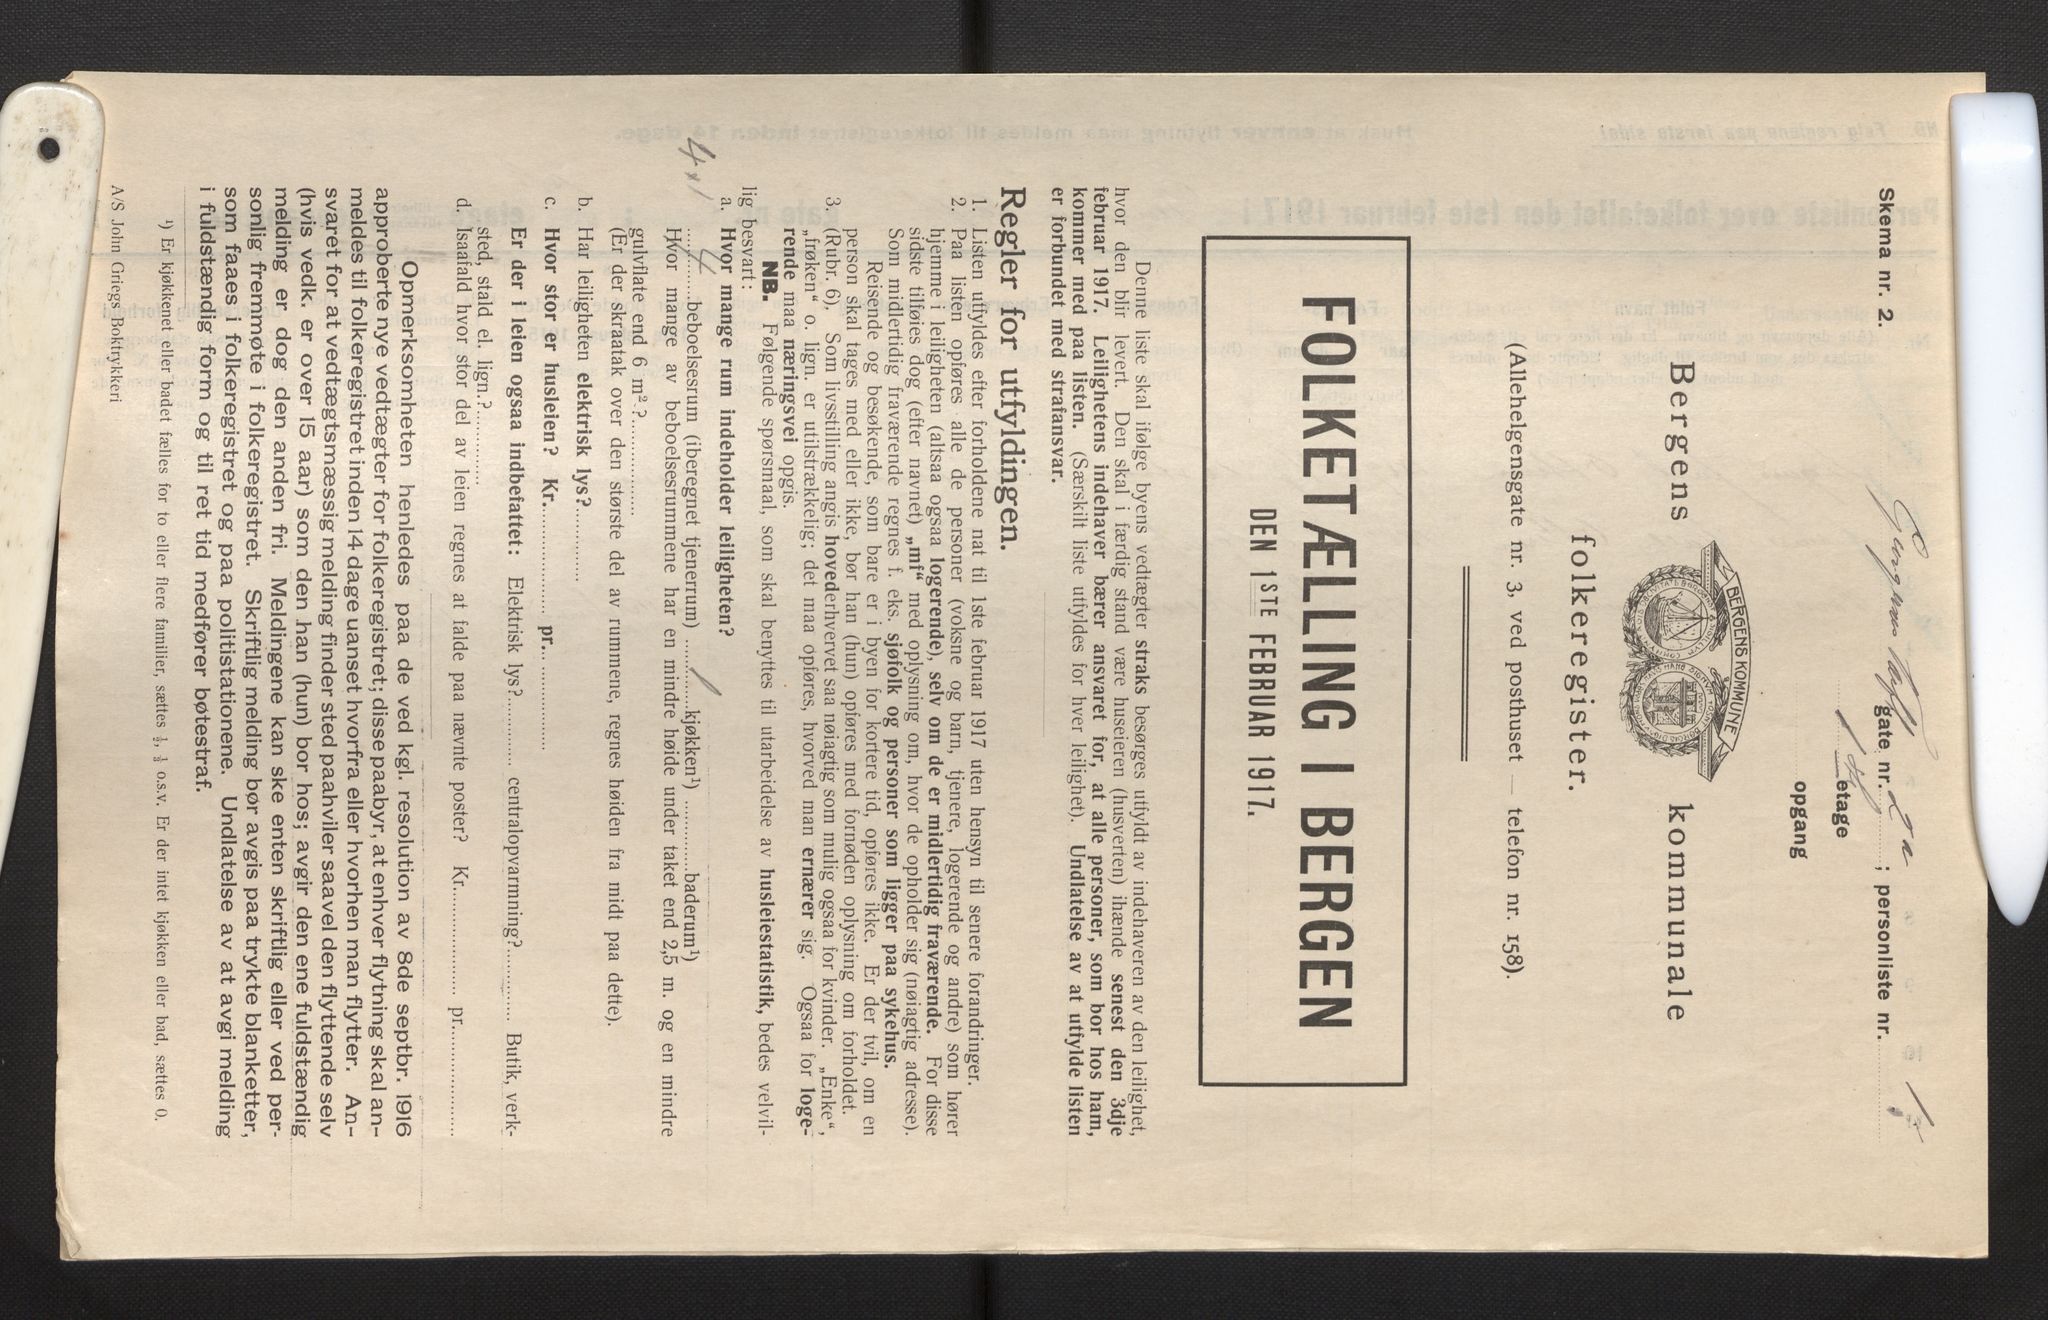 Skema nr. 2.
gate nr. 2a ; personliste nr. 1
1 etage
opgang
BERGENS KOMMUNE
Bergens kommunale
folkeregister.
(Allehelgensgate nr. 3, ved posthuset — telefon nr. 158).
FOLKETÆLLING I BERGEN
DEN 1STE FEBRUAR 1917.
Denne liste skal ifølge byens vedtægter straks besørges utfyldt av indehaveren av den leilighet,
hvor den blir levert. Den skal i færdig stand være huseieren (husverten) ihænde senest den 3dje
februar 1917. Leilighetens indehaver bærer ansvaret for, at alle personer, som bor hos ham,
kommer med paa listen. (Særskilt liste utfyldes for hver leilighet). Undlatelse av at utfylde listen
er forbundet med strafansvar.
Regler for utfyldingen.
1. Listen utfyldes efter forholdene nat til 1ste februar 1917 uten hensyn til senere forandringer.
2. Paa listen opføres alle de personer (voksne og barn, tjenere, logerende og andre) som hører
hjemme i leiligheten (altsaa ogsaa logerende), selv om de er midlertidig fraværende. For disse
sidste tilføies dog (efter navnet) „mf“ med oplysning om, hvor de opholder sig (nøiagtig adresse).
Som midlertidig fraværende regnes f. eks. sjøfolk og personer som ligger paa sykehus.
Reisende og besøkende, som bare er i byen for kortere tid, opføres ikke. Er der tvil, om en
person skal tages med eller ikke, bør han (hun) opføres med fornøden oplysning om forholdet.
3. (Rubr. 6). Som livsstilling angis hovederhvervet saa nøiagtig som mulig ogsaa for kvinder. „Enke“,
„frøken“ o. lign. er utilstrækkelig; det maa opføres, hvorved man ernærer sig. Ogsaa for loge-
rende maa næringsvei opgis.
NB. Følgende spørsmaal, som skal benyttes til utarbeidelse av husleiestatistik, bedes velvil-
lig besvart:
a. Hvor mange rum indeholder leiligheten?
4 × 1
4 beboelsesrum (iberegnet tjenerrum) 1 kjøkken¹) baderum¹)
Hvor mange av beboelsesrummene har en mindre høide under taket end 2,5 m. og en mindre
gulvflate end 6 m²?
(Er der skraatak over den største del av rummene, regnes høiden fra midt paa dette).
b. Har leiligheten elektrisk lys?
c. Hvor stor er husleien? Kr. pr.
Er der i leien ogsaa indbefattet: Elektrisk lys? centralopvarmning? Butik, verk-
sted, stald el. lign.?
d. Isaafald hvor stor del av leien regnes at falde paa nævnte poster? Kr. pr.
Opmerksomheten henledes paa de ved kgl. resolution av 8de septbr. 1916
approberte nye vedtægter for folkeregistret; disse paabyr, at enhver flytning skal an-
meldes til folkeregistret inden 14 dage uanset hvorfra eller hvorhen man flytter. An-
svaret for at vedtægtsmæssig melding finder sted paahviler saavel den flyttende selv
(hvis vedk. er over 15 aar) som den han (hun) bor hos; avgir den ene fuldstændig
melding er dog den anden fri. Meldingene kan ske enten skriftlig eller ved per-
sonlig fremmøte i folkeregistret. Skriftlig melding bør avgis paa trykte blanketter,
som faaes i folkeregistret og paa politistationene. Undlatelse av at avgi melding
i fuldstændig form og til ret tid medfører bøtestraf.
¹) Er kjøkkenet eller badet fælles for to eller flere familier, sættes ½, ⅓ o.s.v. Er der intet kjøkken eller bad, sættes 0.
A/S John Griegs Boktrykkeri